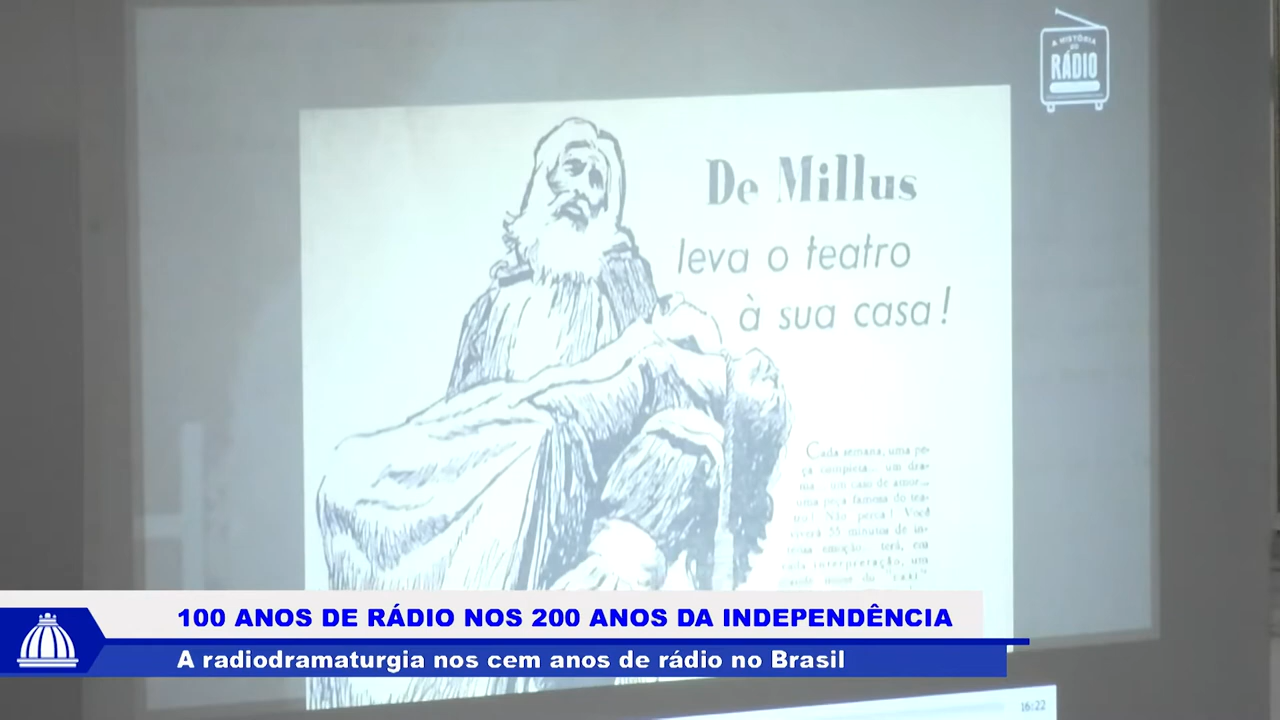 A HISTÓRIA
DO
RÁDIO
De Millus
leva o teatro
à sua casa!
Cada semana, uma pe-
ça completa... um dra-
ma... um caso de amor...
uma peça famosa do tea-
tro! Não perca! Você
viverá 55 minutos de in-
tensa emoção... terá, em
cada interpretação, um
100 ANOS DE RÁDIO NOS 200 ANOS DA INDEPENDÊNCIA
A radiodramaturgia nos cem anos de rádio no Brasil
16:22